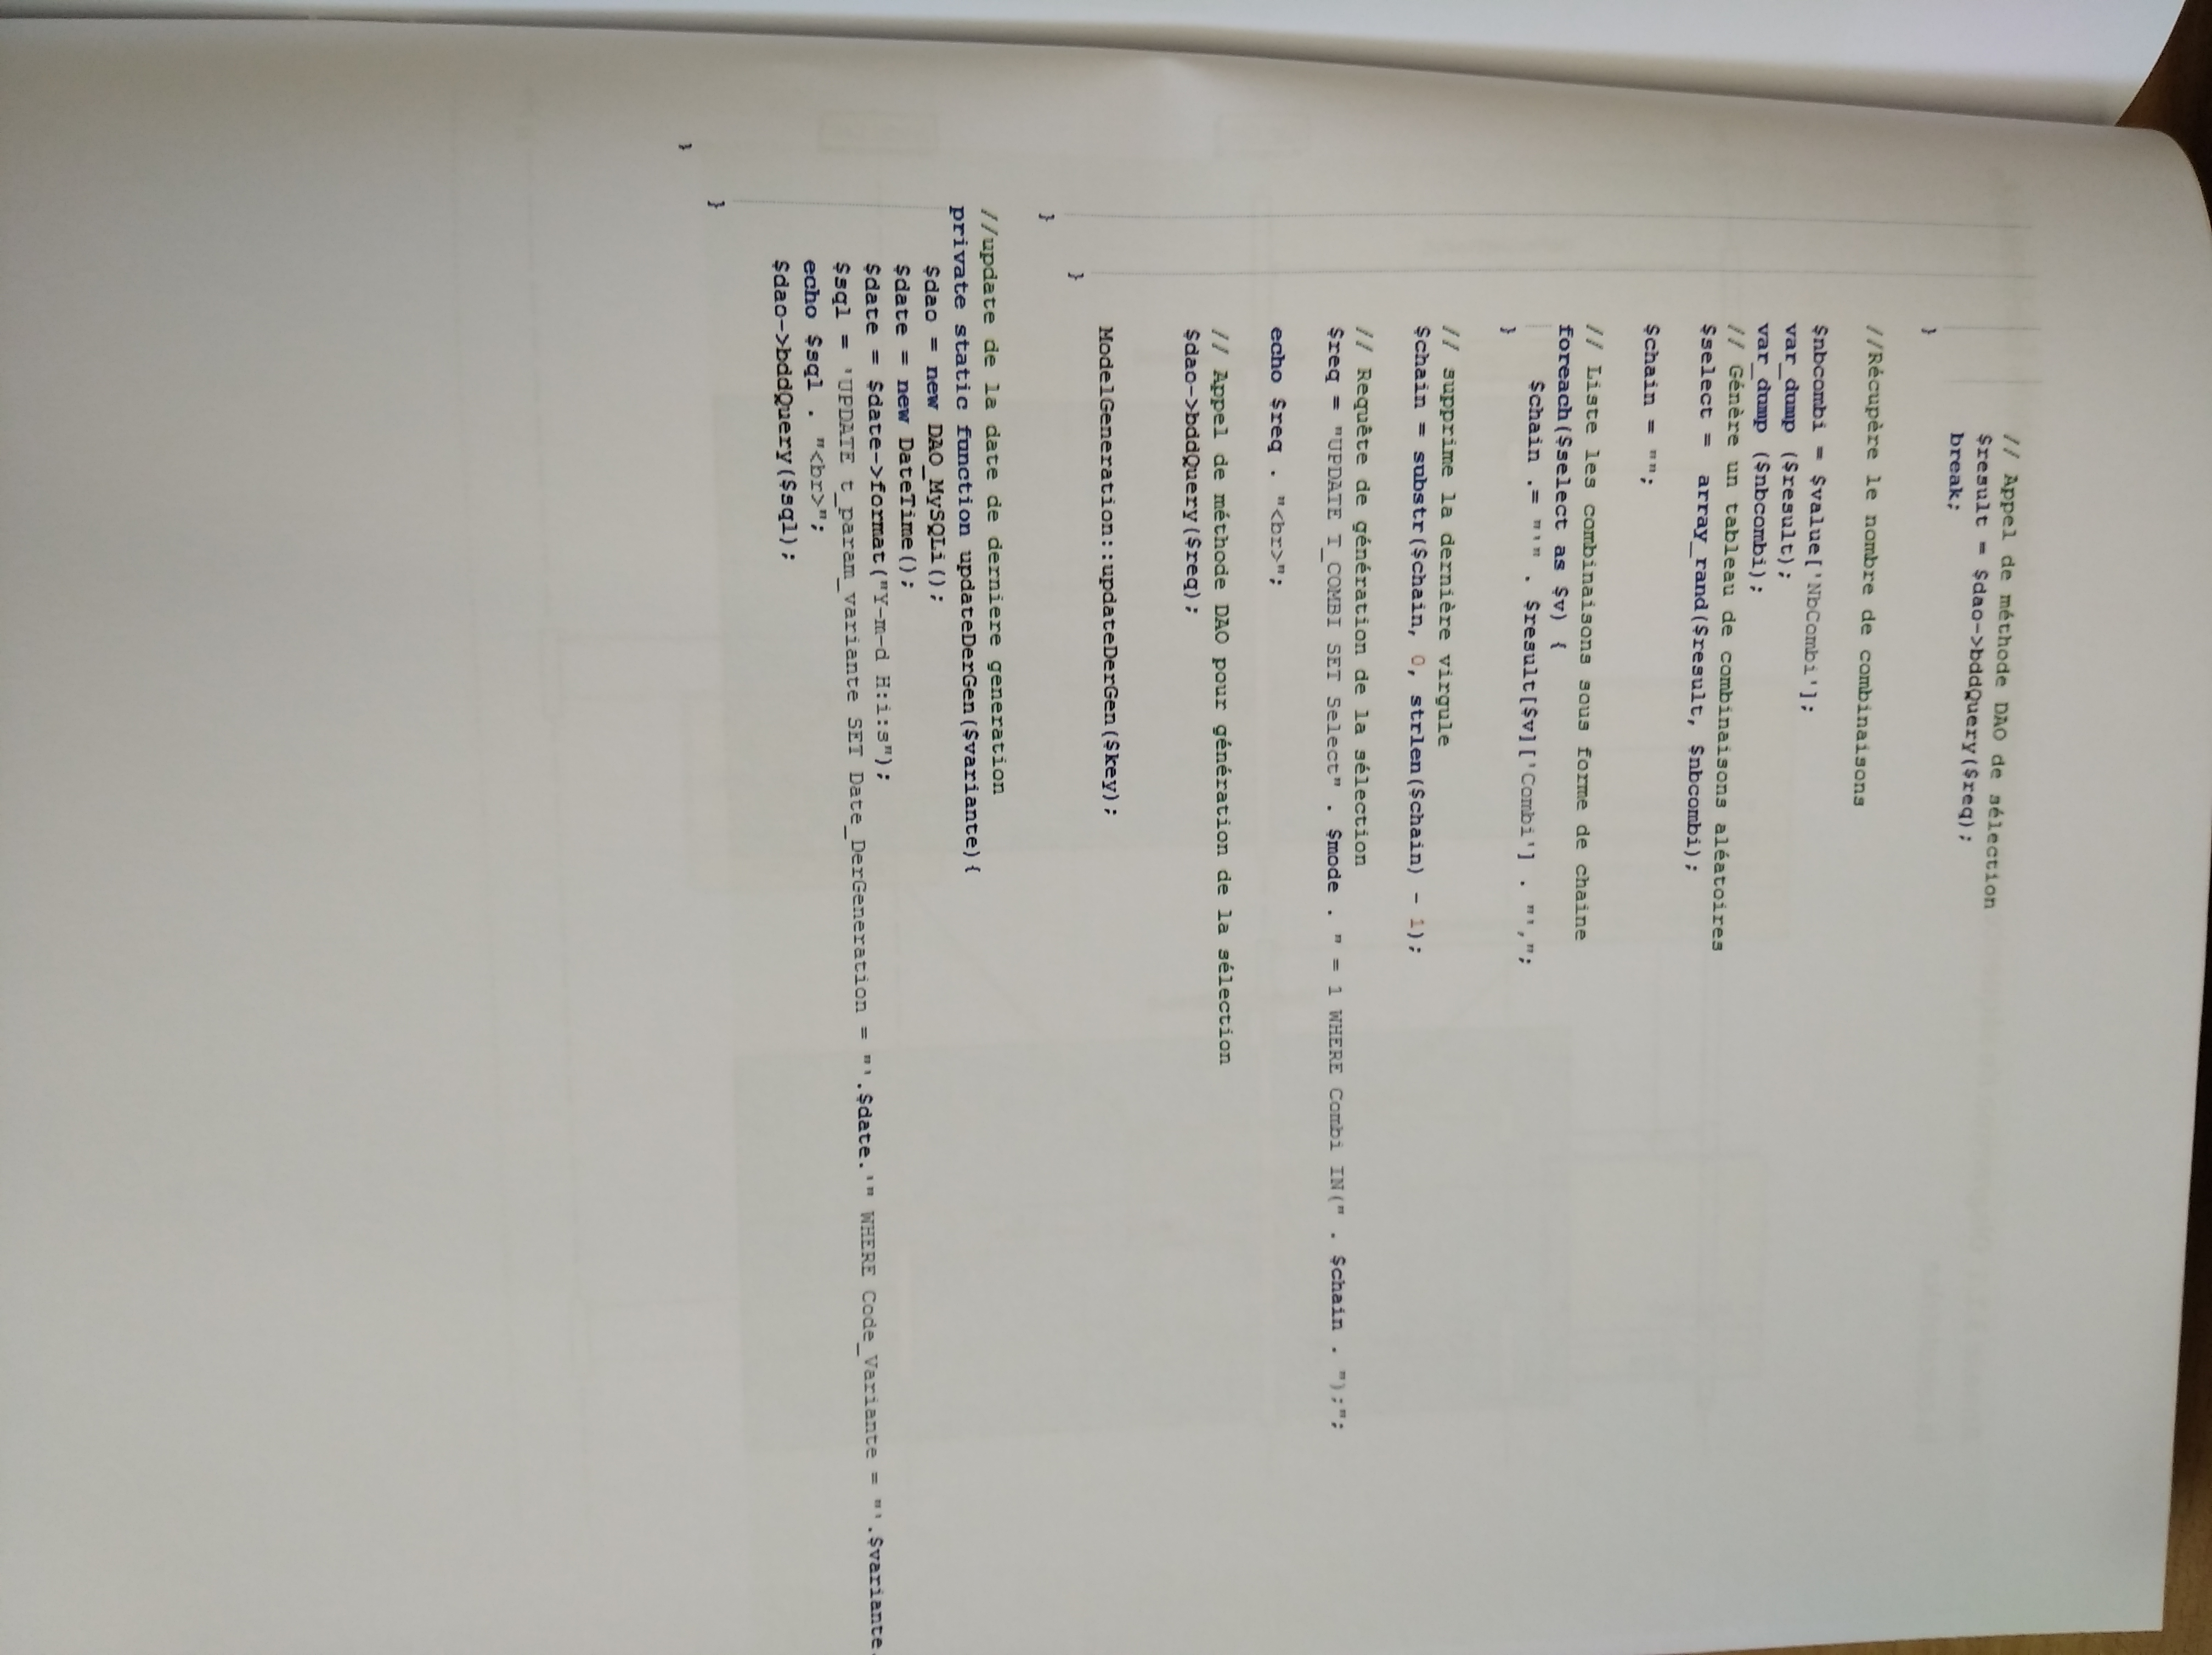 // Appel de méthode DAO de sélection
$result = $dao->bddQuery($req);
break;
}
//Récupère le nombre de combinaisons
$nbcombi = $value['NbCombi'];
var_dump ($result);
var_dump ($nbcombi);
// Génère un tableau de combinaisons aléatoires
$select =  array_rand($result, $nbcombi);
$chain = "";
// Liste les combinaisons sous forme de chaine
foreach($select as $v) {
$chain .= "'" . $result[$v]['Combi'] . "',";
}
// supprime la dernière virgule
$chain = substr($chain, 0, strlen($chain) - 1);
// Requête de génération de la sélection
$req = "UPDATE T_COMBI SET Select" . $mode . " = 1 WHERE Combi IN(" . $chain . ");";
echo $req . "<br>";
// Appel de méthode DAO pour génération de la sélection
$dao->bddQuery($req);
ModelGeneration::updateDerGen($key);
}
}
//update de la date de derniere generation
private static function updateDerGen($variante){
$dao = new DAO_MySQLi();
$date = new DateTime();
$date = $date->format("Y-m-d H:i:s");
$sql = 'UPDATE t_param_variante SET Date_DerGeneration = "'.$date.'" WHERE Code_Variante = "'.$variante.
echo $sql . "<br>";
$dao->bddQuery($sql);
}
}